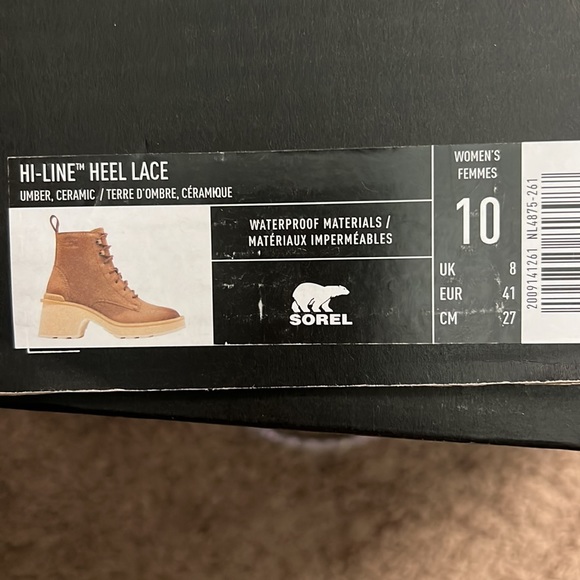 HI-LINE™ HEEL LACE
UMBER, CERAMIC / TERRE D'OMBRE, CÉRAMIQUE
WATERPROOF MATERIALS /
MATÉRIAUX IMPERMÉABLES
SOREL
WOMEN'S
FEMMES
10
UK 8
EUR 41
CM 27
2009141261 NL4875-261